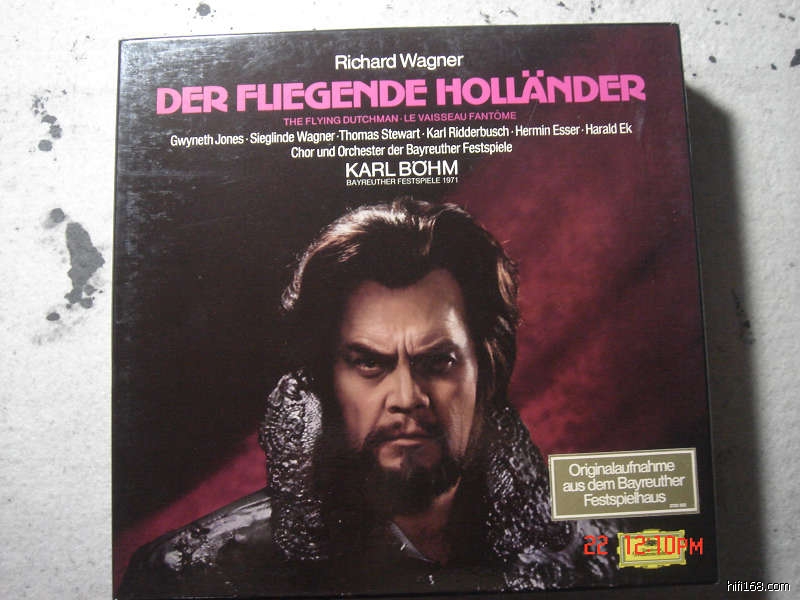 Richard Wagner
DER FLIEGENDE HOLLÄNDER
THE FLYING DUTCHMAN · LE VAISSEAU FANTÔME
Gwyneth Jones · Sieglinde Wagner · Thomas Stewart · Karl Ridderbusch · Hermin Esser · Harald Ek
Chor und Orchester der Bayreuther Festspiele
KARL BÖHM
BAYREUTHER FESTSPIELE 1971
Originalaufnahme
aus dem Bayreuther
Festspielhaus
22 12:10PM
hifi168.com